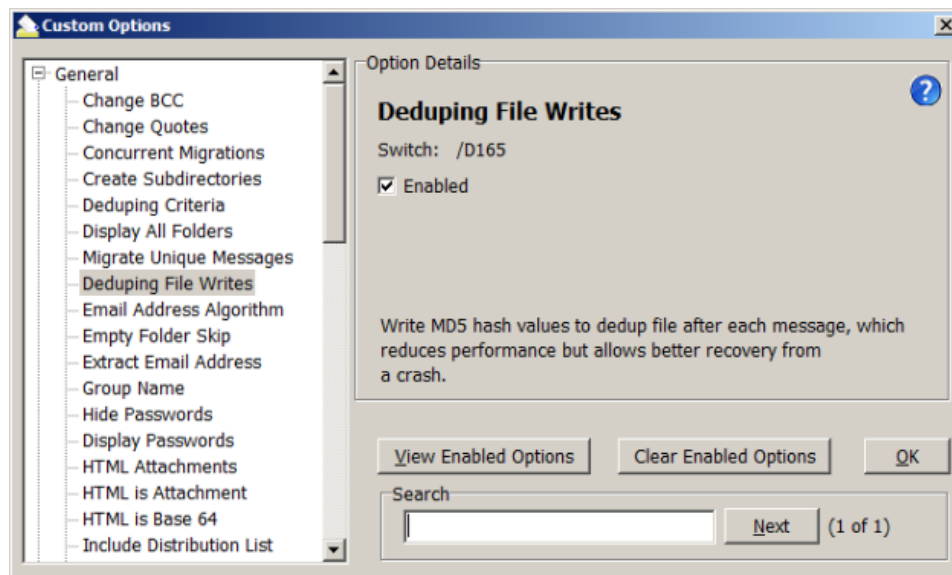 Custom Options
General
Change BCC
Change Quotes
Concurrent Migrations
Create Subdirectories
Deduping Criteria
Display All Folders
Migrate Unique Messages
Deduping File Writes
Email Address Algorithm
Empty Folder Skip
Extract Email Address
Group Name
Hide Passwords
Display Passwords
HTML Attachments
HTML is Attachment
HTML is Base 64
Include Distribution List
Option Details
Deduping File Writes
Switch: /D165
Enabled
Write MD5 hash values to dedup file after each message, which
reduces performance but allows better recovery from
a crash.
View Enabled Options Clear Enabled Options OK
Search
Next (1 of 1)